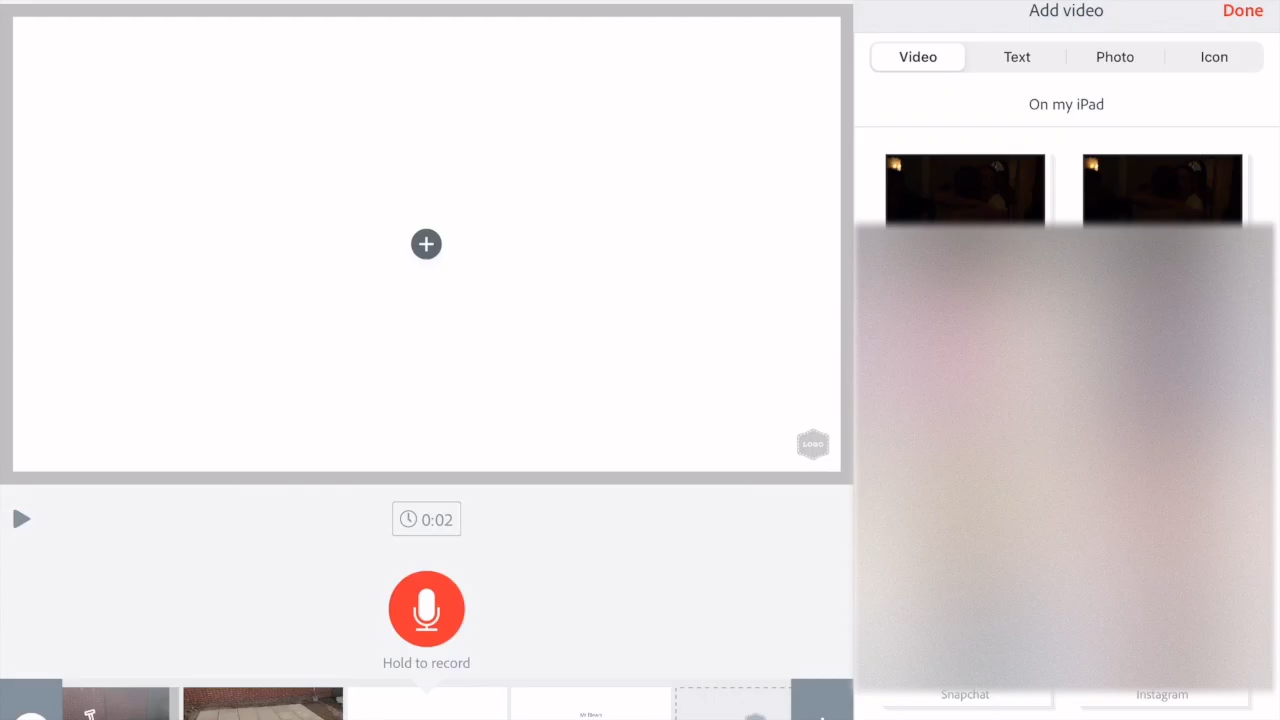 Add video
Done
Video
Text
Photo
Icon
On my iPad
LOGO
0:02
Hold to record
Snapchat
Instagram